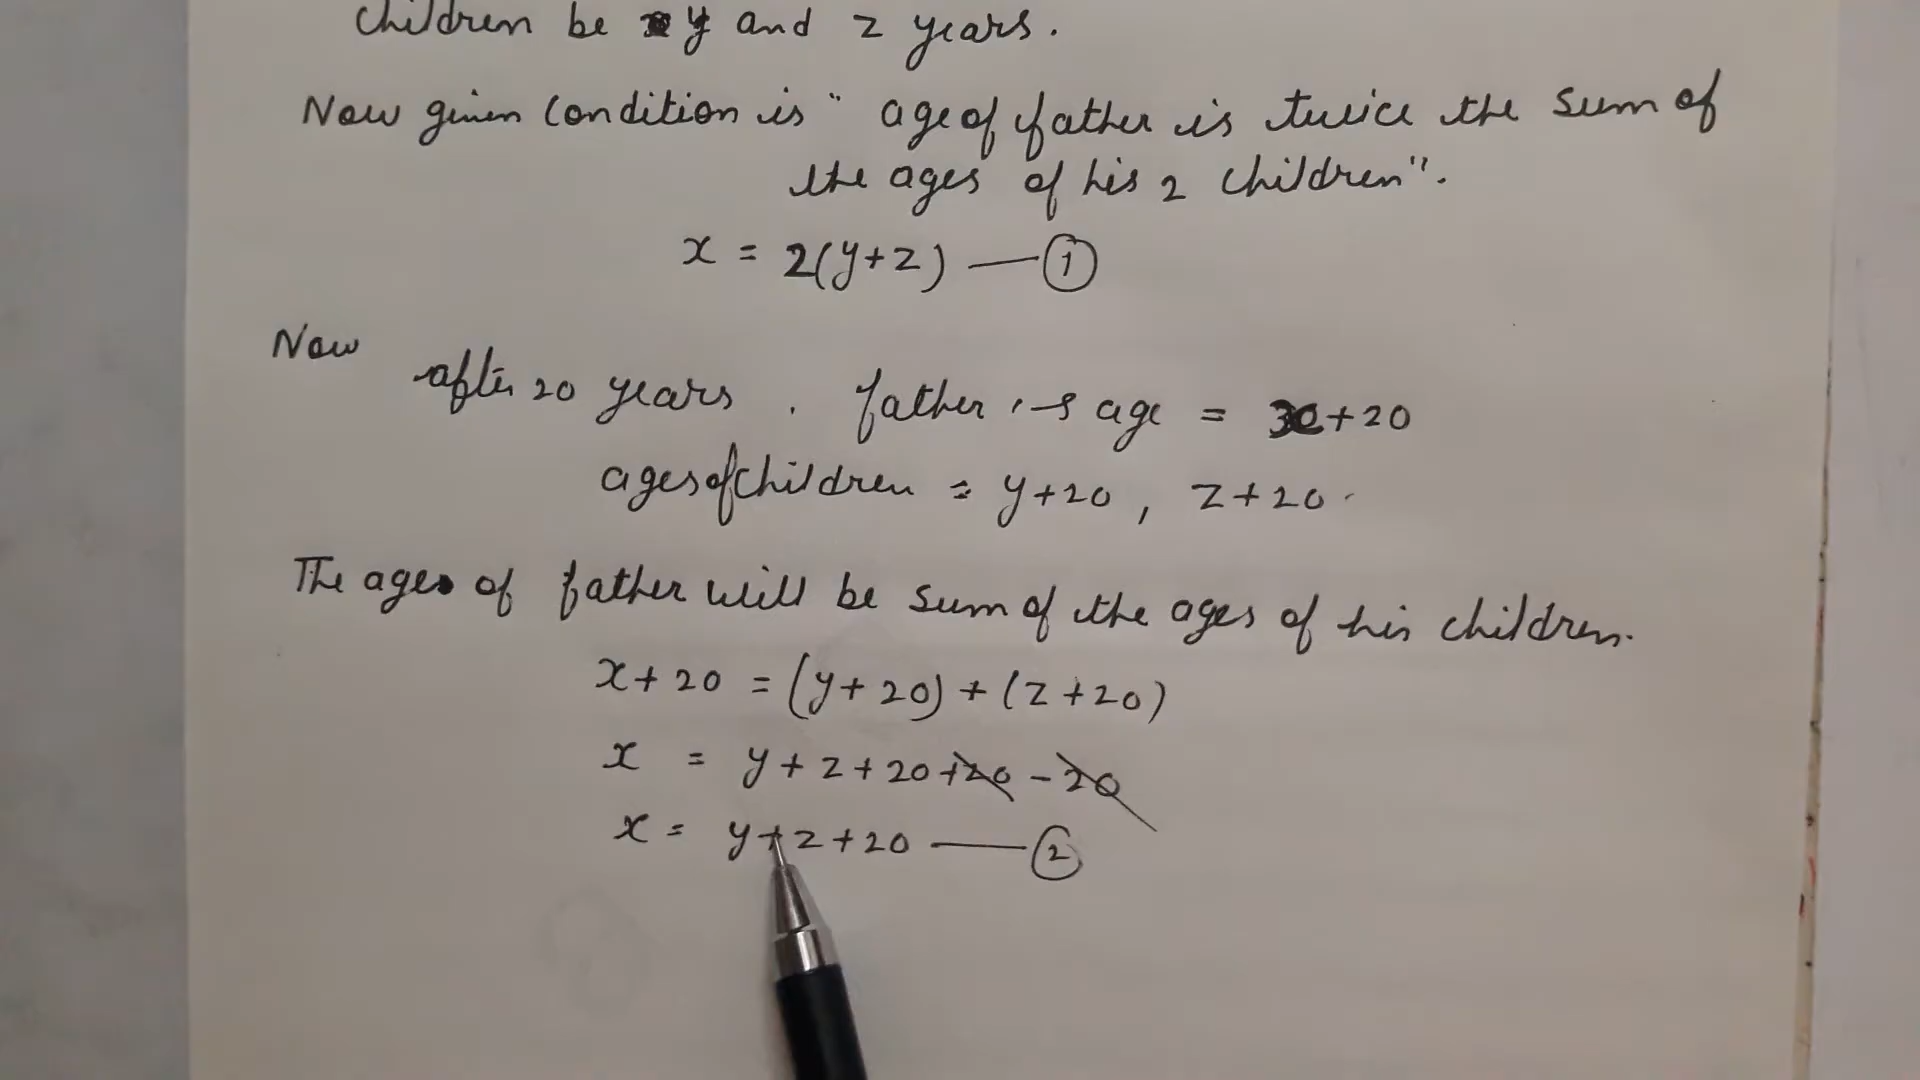 children be y and z years.
Now given condition is " age of father is twice the sum of
the ages of his 2 children".
x = 2(y+z) — 1
Now
after 20 years . father's age = x+20
ages of children = y+20 , z+20.
The age of father will be sum of the ages of his children.
x + 20 = (y+20) + (z+20)
x = y+z+20+20-20
x = y+z+20 — 2